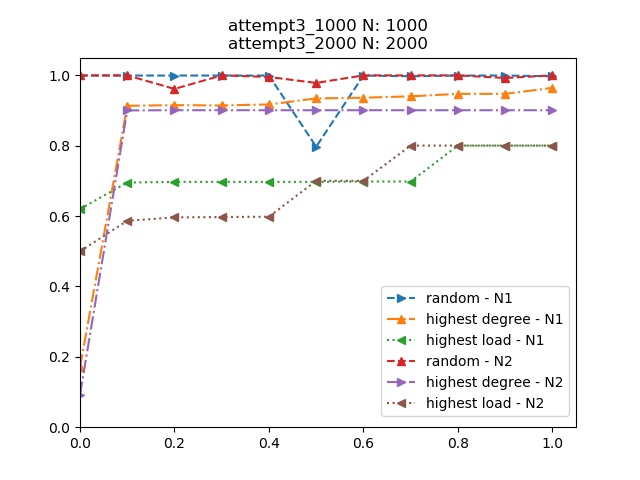 attempt3_1000 N: 1000
attempt3_2000 N: 2000
1.0
0.8
0.6
0.4
0.2
0.0
random - N1
highest degree - N1
highest load - N1
random - N2
highest degree - N2
highest load - N2
0.0 0.2 0.4 0.6 0.8 1.0